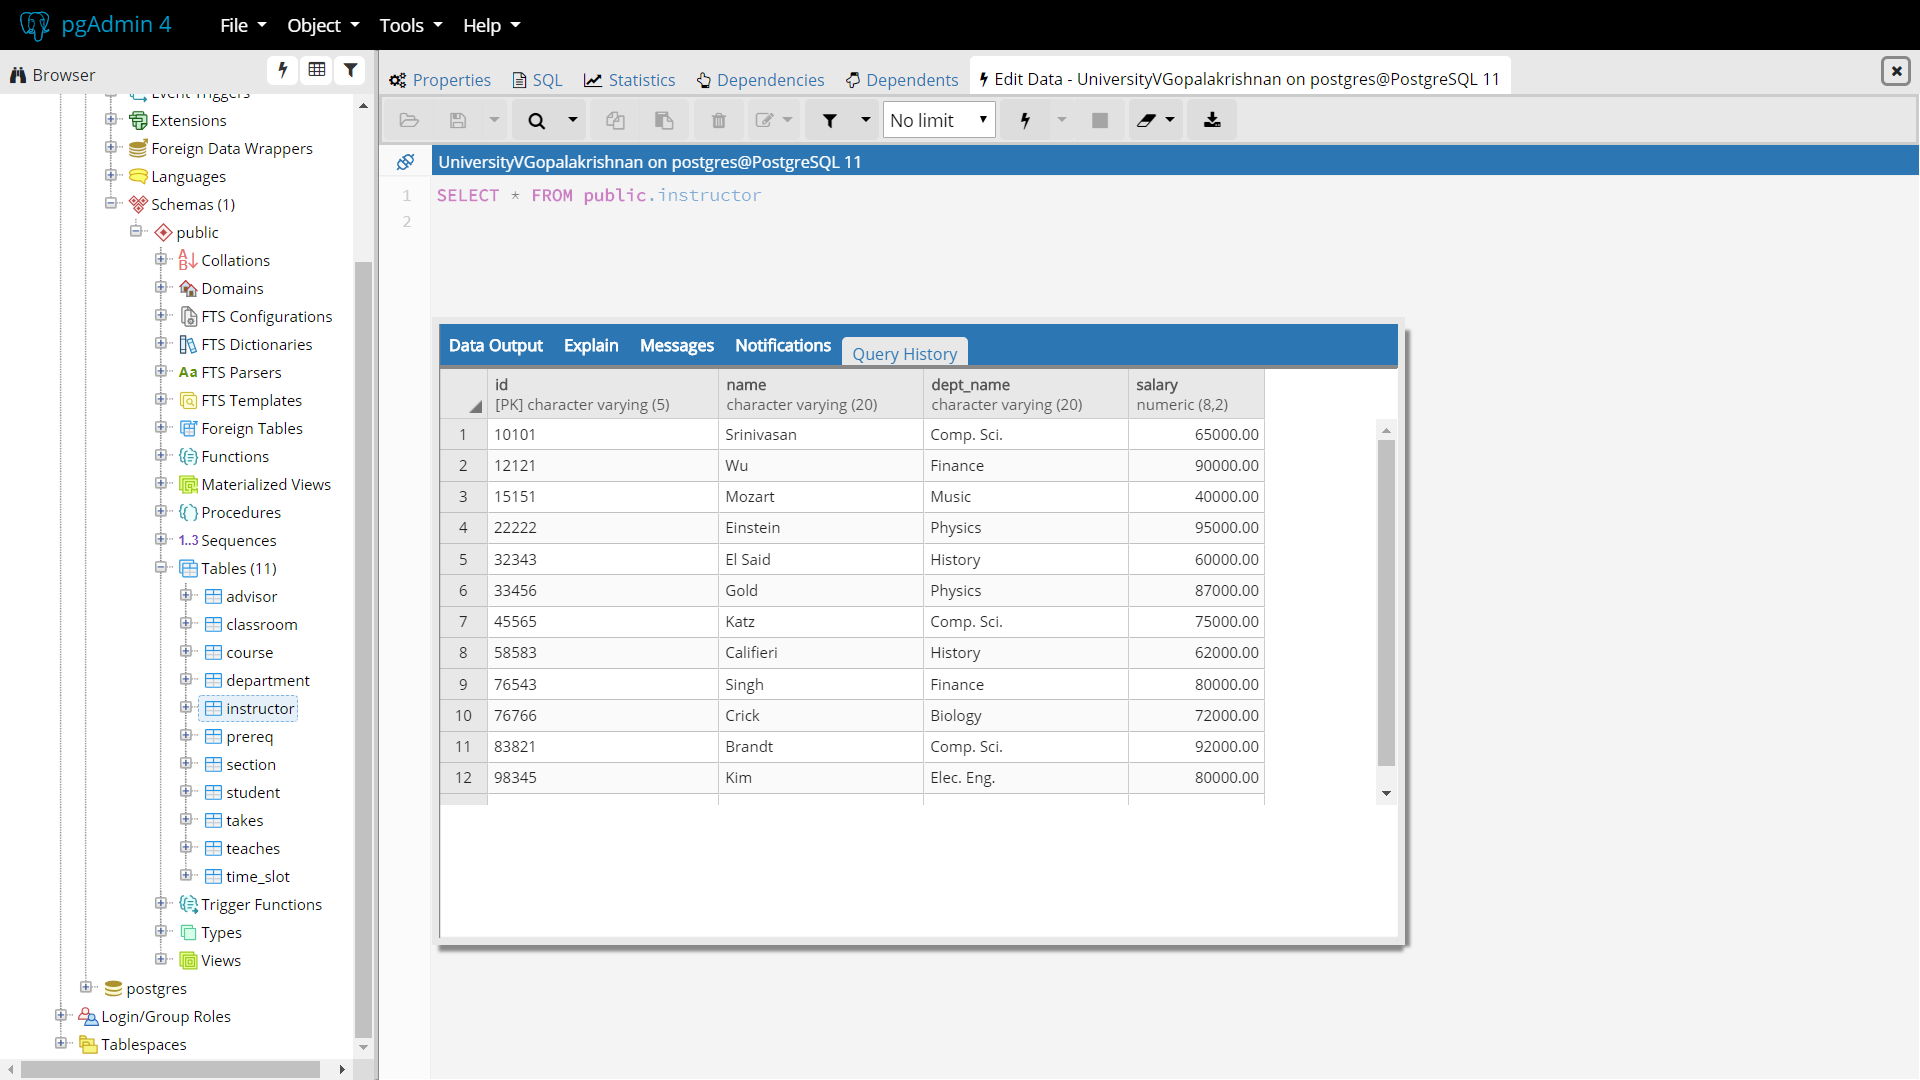 pgAdmin 4 File Object Tools Help
Browser
Properties SQL Statistics Dependencies Dependents Edit Data - UniversityVGopalakrishnan on postgres@PostgreSQL 11
No limit
Event Triggers
Extensions
Foreign Data Wrappers
Languages
Schemas (1)
public
Collations
Domains
FTS Configurations
FTS Dictionaries
Aa FTS Parsers
FTS Templates
Foreign Tables
Functions
Materialized Views
Procedures
1..3 Sequences
Tables (11)
advisor
classroom
course
department
instructor
prereq
section
student
takes
teaches
time_slot
Trigger Functions
Types
Views
postgres
Login/Group Roles
Tablespaces
UniversityVGopalakrishnan on postgres@PostgreSQL 11
1 SELECT * FROM public.instructor
2
Data Output Explain Messages Notifications Query History
id name dept_name salary
[PK] character varying (5) character varying (20) character varying (20) numeric (8,2)
1 10101 Srinivasan Comp. Sci. 65000.00
2 12121 Wu Finance 90000.00
3 15151 Mozart Music 40000.00
4 22222 Einstein Physics 95000.00
5 32343 El Said History 60000.00
6 33456 Gold Physics 87000.00
7 45565 Katz Comp. Sci. 75000.00
8 58583 Califieri History 62000.00
9 76543 Singh Finance 80000.00
10 76766 Crick Biology 72000.00
11 83821 Brandt Comp. Sci. 92000.00
12 98345 Kim Elec. Eng. 80000.00